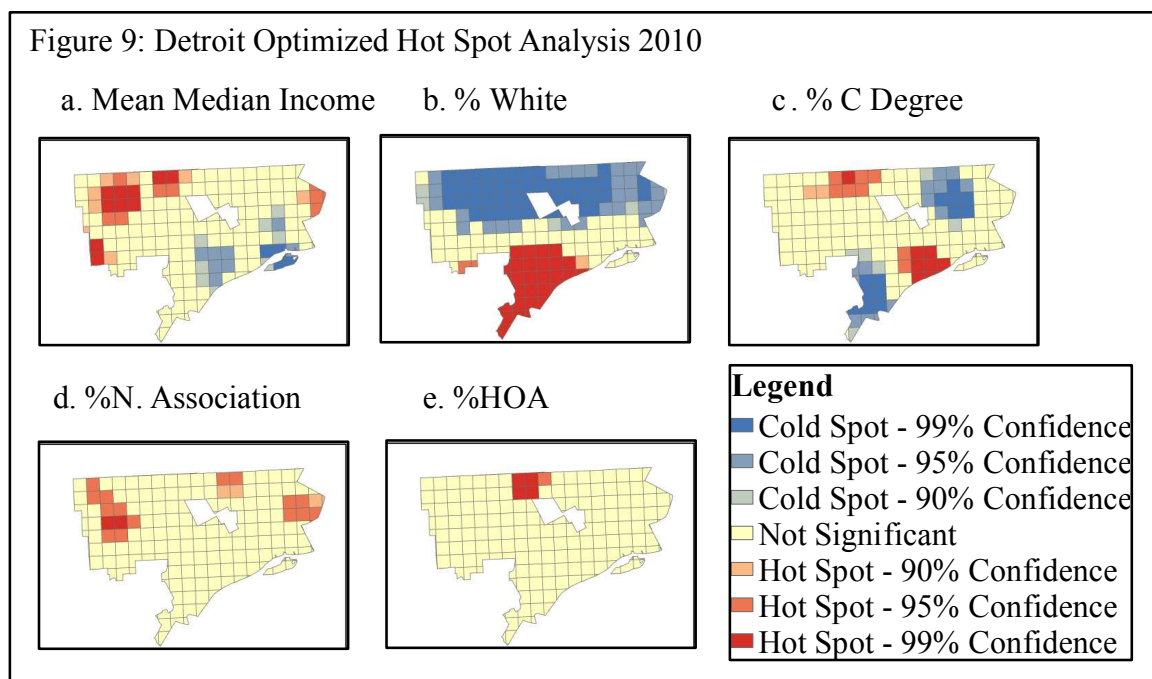 Figure 9: Detroit Optimized Hot Spot Analysis 2010
a. Mean Median Income
b. % White
c . % C Degree
d. %N. Association
e. %HOA
Legend
Cold Spot - 99% Confidence
Cold Spot - 95% Confidence
Cold Spot - 90% Confidence
Not Significant
Hot Spot - 90% Confidence
Hot Spot - 95% Confidence
Hot Spot - 99% Confidence